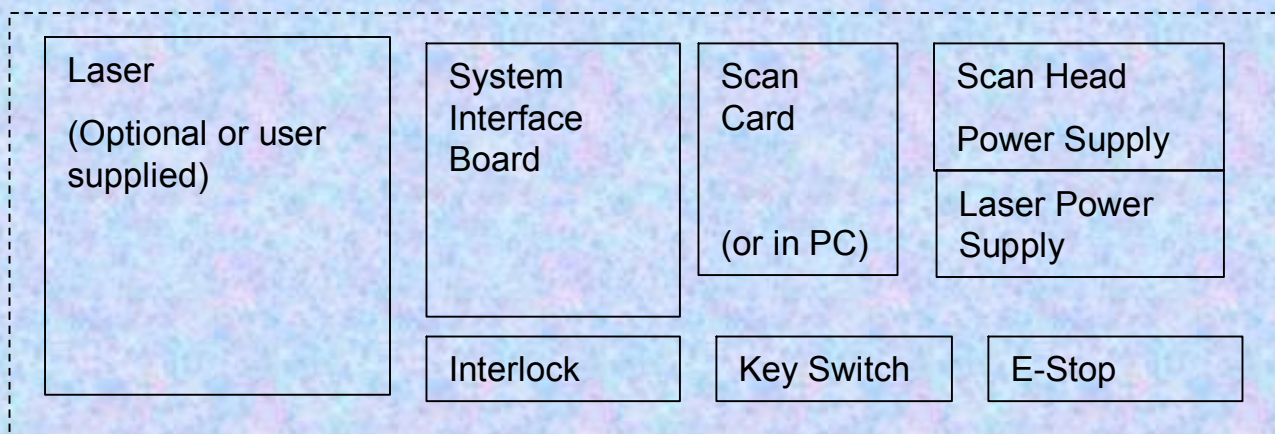 Laser
(Optional or user
supplied)
System
Interface
Board
Scan
Card
(or in PC)
Scan Head
Power Supply
Laser Power
Supply
Interlock
Key Switch
E-Stop